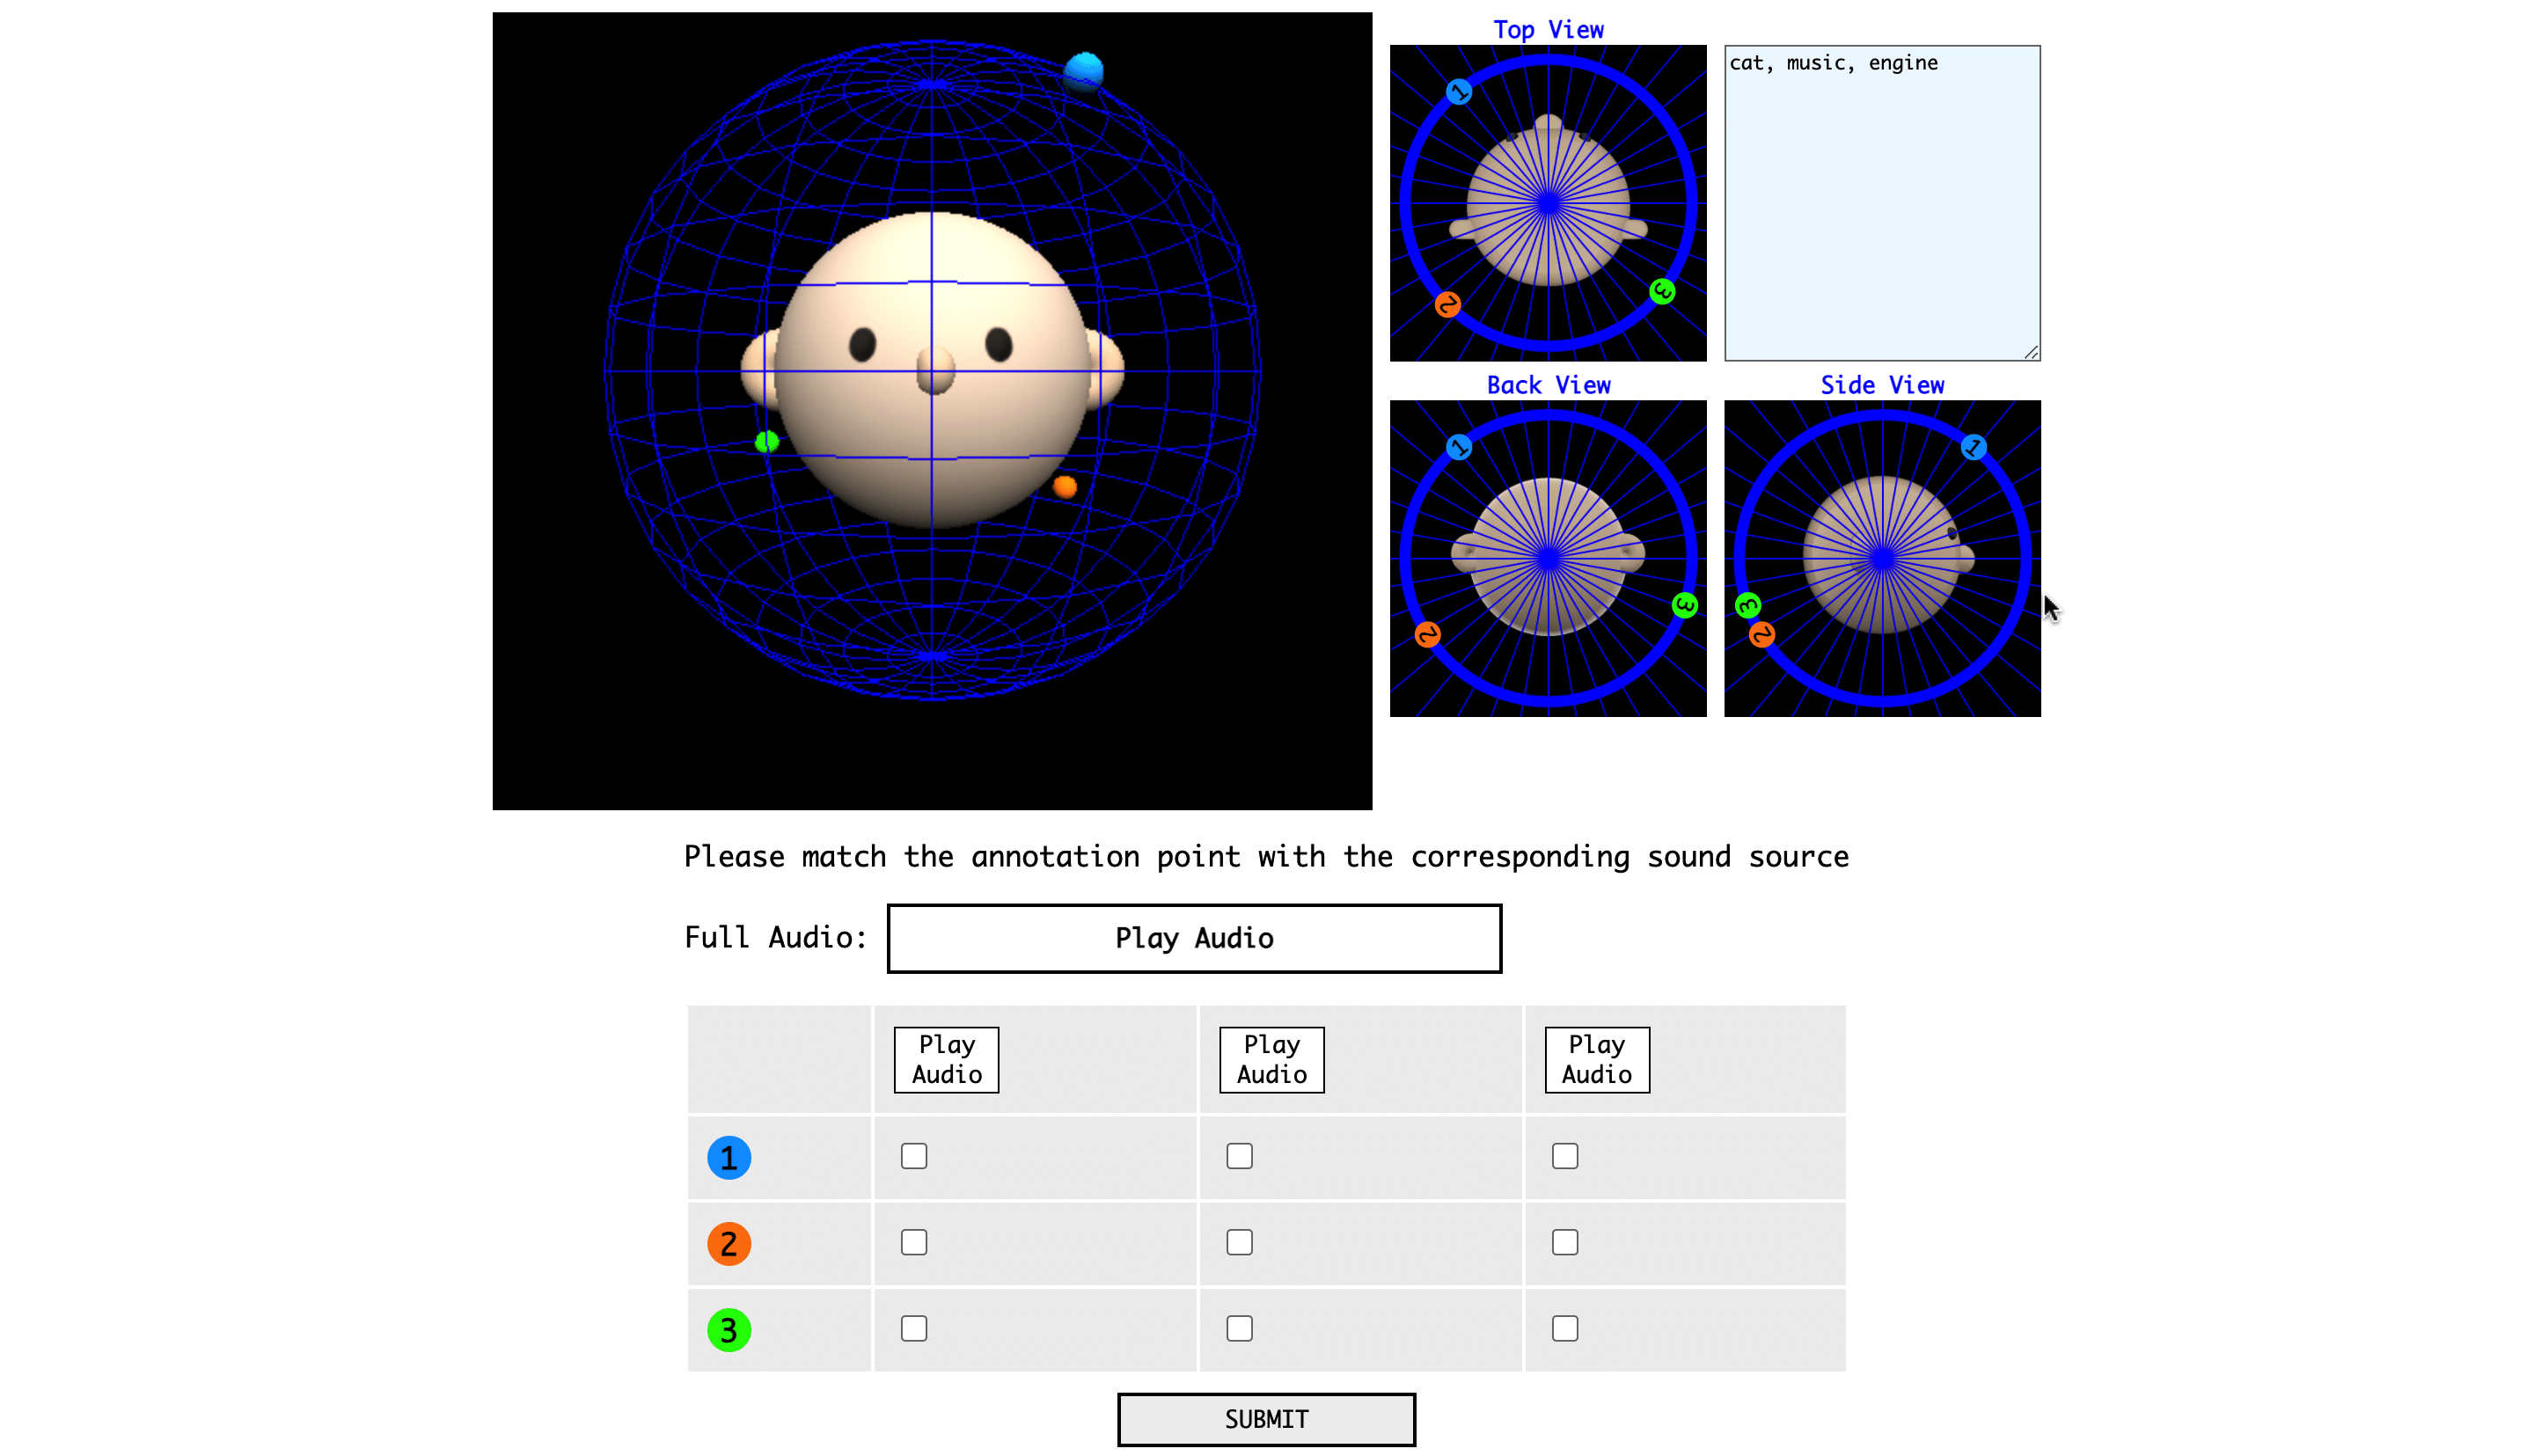 Top View
1
2
3
cat, music, engine
Back View
1
2
3
Side View
1
2
3
Please match the annotation point with the corresponding sound source
Full Audio:
Play Audio
Play
Audio
Play
Audio
Play
Audio
1
2
3
SUBMIT